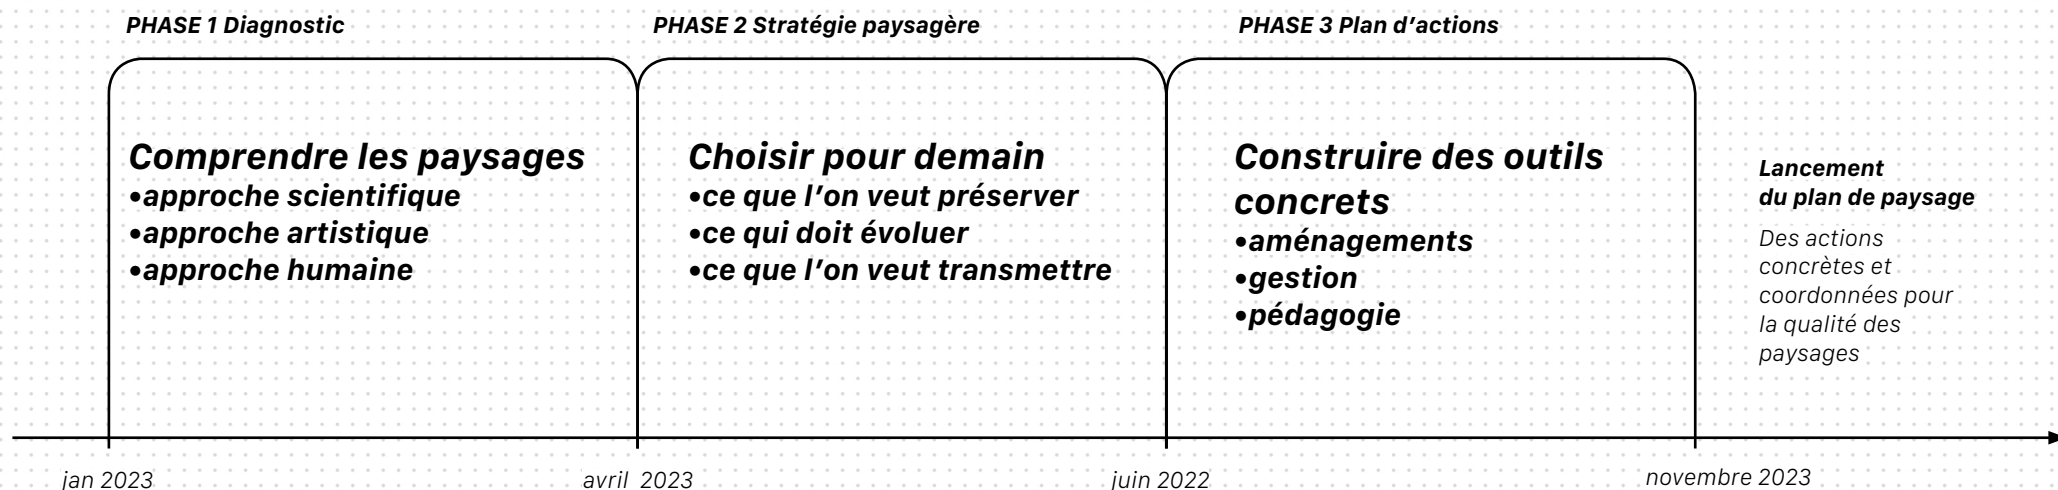 PHASE 1 Diagnostic
Comprendre les paysages
•approche scientifique
•approche artistique
•approche humaine
PHASE 2 Stratégie paysagère
Choisir pour demain
•ce que l’on veut préserver
•ce qui doit évoluer
•ce que l’on veut transmettre
PHASE 3 Plan d’actions
Construire des outils
concrets
•aménagements
•gestion
•pédagogie
Lancement
du plan de paysage
Des actions
concrètes et
coordonnées pour
la qualité des
paysages
jan 2023
avril 2023
juin 2022
novembre 2023